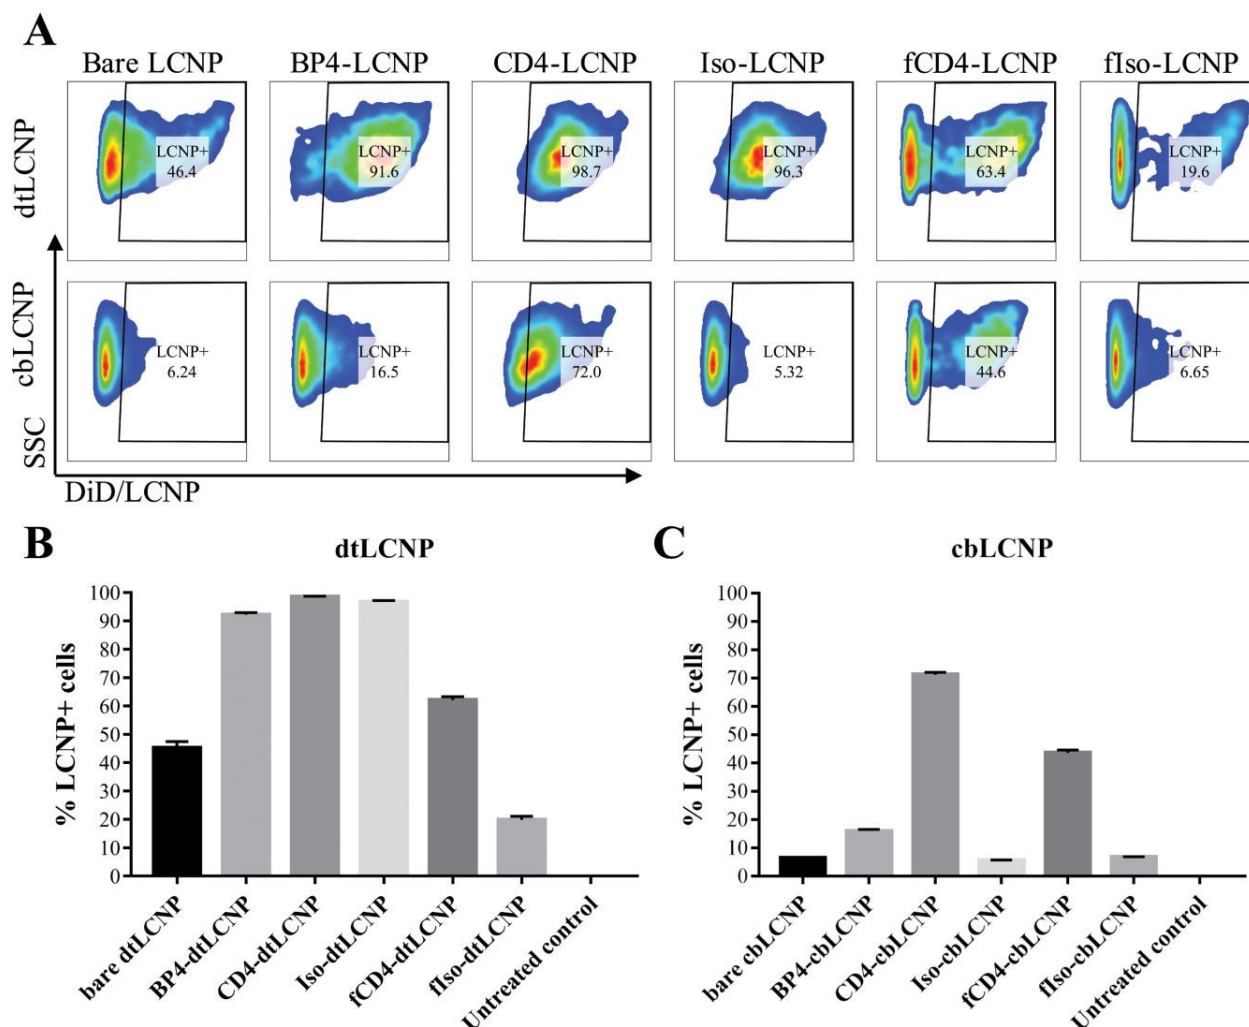 A
Bare LCNP BP4-LCNP CD4-LCNP Iso-LCNP fCD4-LCNP fIso-LCNP
dtLCNP
LCNP+ LCNP+ LCNP+ LCNP+ LCNP+ LCNP+
46.4 91.6 98.7 96.3 63.4 19.6
cbLCNP
LCNP+ LCNP+ LCNP+ LCNP+ LCNP+ LCNP+
6.24 16.5 72.0 5.32 44.6 6.65
SSC
DiD/LCNP
B
dtLCNP
% LCNP+ cells
100
90
80
70
60
50
40
30
20
10
0
bare dtLCNP
BP4-dtLCNP
CD4-dtLCNP
Iso-dtLCNP
fCD4-dtLCNP
fIso-dtLCNP
Untreated control
C
cbLCNP
% LCNP+ cells
100
90
80
70
60
50
40
30
20
10
0
bare cbLCNP
BP4-cbLCNP
CD4-cbLCNP
Iso-cbLCNP
fCD4-cbLCNP
fIso-cbLCNP
Untreated control